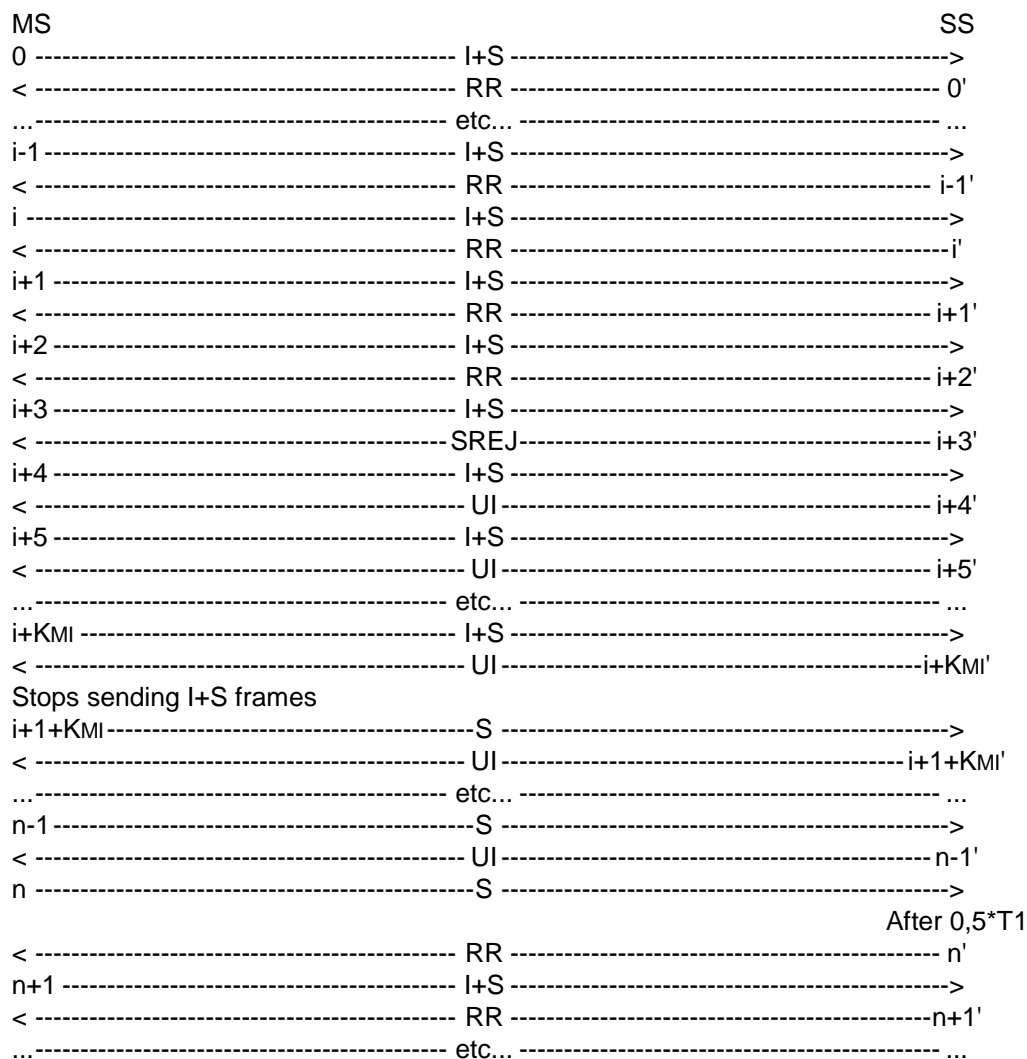 MS SS
0 ----------------------------------------------- I+S ------------------------------------------------->
< ----------------------------------------------- RR ------------------------------------------------ 0'
...---------------------------------------------- etc... ----------------------------------------------- ...
i-1 ---------------------------------------------- I+S ------------------------------------------------->
< ----------------------------------------------- RR ----------------------------------------------- i-1'
i ------------------------------------------------ I+S ------------------------------------------------->
< ----------------------------------------------- RR -------------------------------------------------i'
i+1 --------------------------------------------- I+S ------------------------------------------------->
< ----------------------------------------------- RR ----------------------------------------------- i+1'
i+2 --------------------------------------------- I+S ------------------------------------------------->
< ----------------------------------------------- RR ----------------------------------------------- i+2'
i+3 --------------------------------------------- I+S ------------------------------------------------->
< ----------------------------------------------SREJ---------------------------------------------- i+3'
i+4 --------------------------------------------- I+S ------------------------------------------------->
< ------------------------------------------------ UI ------------------------------------------------ i+4'
i+5 --------------------------------------------- I+S ------------------------------------------------->
< ------------------------------------------------ UI ------------------------------------------------ i+5'
...---------------------------------------------- etc... ----------------------------------------------- ...
i+KMI ------------------------------------------ I+S ------------------------------------------------->
< ------------------------------------------------ UI -----------------------------------------------i+KMI'
Stops sending I+S frames
i+1+KMI-----------------------------------------S -------------------------------------------------->
< ------------------------------------------------ UI --------------------------------------------- i+1+KMI'
...---------------------------------------------- etc... ----------------------------------------------- ...
n-1 -----------------------------------------------S -------------------------------------------------->
< ------------------------------------------------ UI ------------------------------------------------ n-1'
n -------------------------------------------------S -------------------------------------------------->
After 0,5*T1
< ----------------------------------------------- RR ------------------------------------------------ n'
n+1 -------------------------------------------- I+S ------------------------------------------------->
< ----------------------------------------------- RR -----------------------------------------------n+1'
...---------------------------------------------- etc... ----------------------------------------------- ...